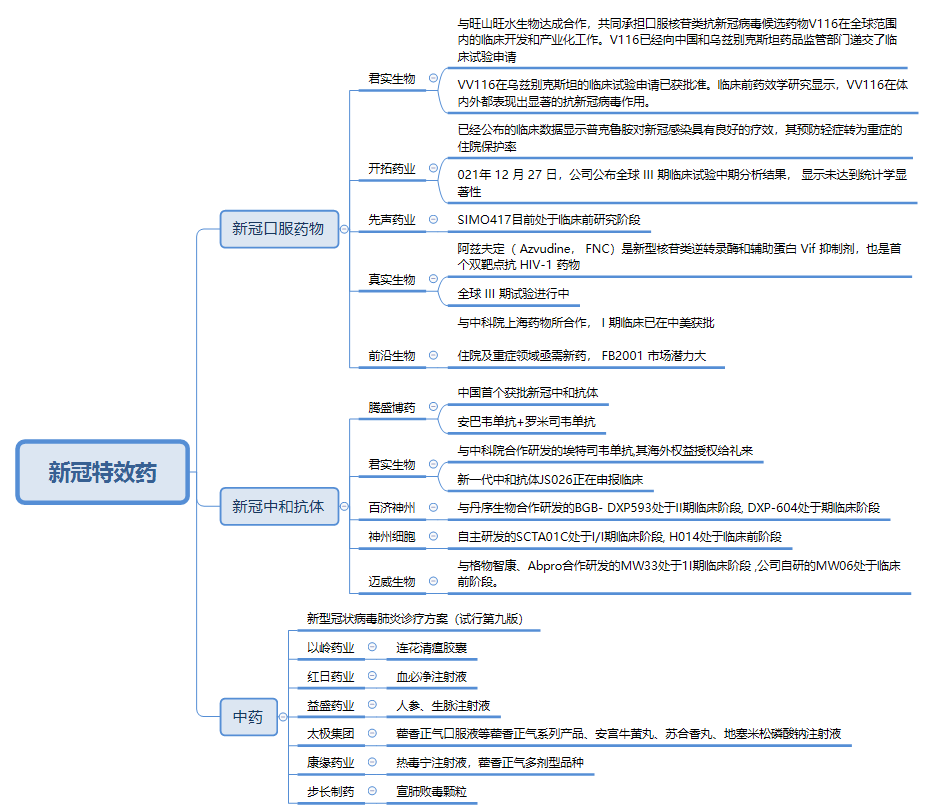 新冠特效药
新冠口服药物
君实生物
与旺山旺水生物达成合作，共同承担口服核苷类抗新冠病毒候选药物V116在全球范围
内的临床开发和产业化工作。V116已经向中国和乌兹别克斯坦药品监管部门递交了临
床试验申请
VV116在乌兹别克斯坦的临床试验申请已获批准。临床前药效学研究显示，VV116在体
内外都表现出显著的抗新冠病毒作用。
开拓药业
已经公布的临床数据显示普克鲁胺对新冠感染具有良好的疗效，其预防轻症转为重症的
住院保护率
021年 12 月 27 日，公司公布全球 III 期临床试验中期分析结果， 显示未达到统计学显
著性
先声药业
SIMO417目前处于临床前研究阶段
真实生物
阿兹夫定（ Azvudine， FNC）是新型核苷类逆转录酶和辅助蛋白 Vif 抑制剂，也是首
个双靶点抗 HIV-1 药物
全球 III 期试验进行中
前沿生物
与中科院上海药物所合作， I 期临床已在中美获批
住院及重症领域亟需新药， FB2001 市场潜力大
新冠中和抗体
腾盛博药
中国首个获批新冠中和抗体
安巴韦单抗+罗米司韦单抗
君实生物
与中科院合作研发的埃特司韦单抗,其海外权益授权给礼来
新一代中和抗体JS026正在申报临床
百济神州
与丹序生物合作研发的BGB- DXP593处于II期临床阶段, DXP-604处于期临床阶段
神州细胞
自主研发的SCTA01C处于I/I期临床阶段, H014处于临床前阶段
迈威生物
与格物智康、Abpro合作研发的MW33处于1I期临床阶段 ,公司自研的MW06处于临床
前阶段。
中药
新型冠状病毒肺炎诊疗方案（试行第九版）
以岭药业
连花清瘟胶囊
红日药业
血必净注射液
益盛药业
人参、生脉注射液
太极集团
藿香正气口服液等藿香正气系列产品、安宫牛黄丸、苏合香丸、地塞米松磷酸钠注射液
康缘药业
热毒宁注射液，藿香正气多剂型品种
步长制药
宣肺败毒颗粒